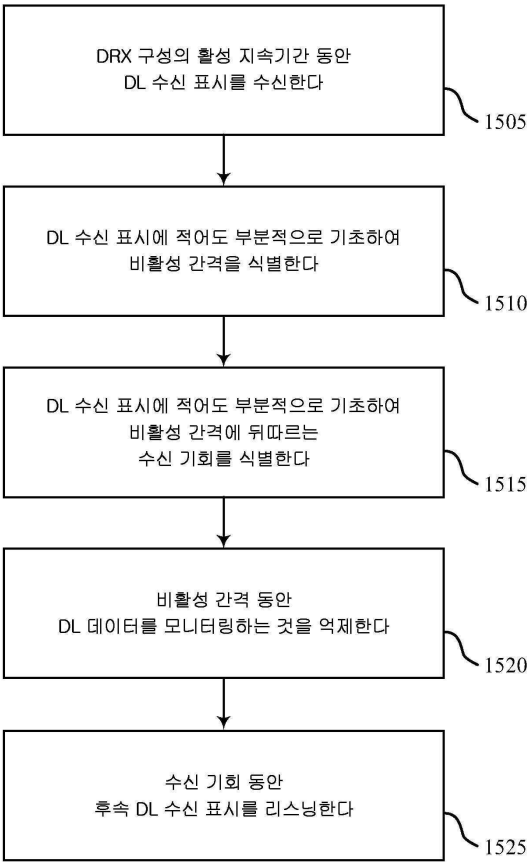 DRX 구성의 활성 지속기간 동안
DL 수신 표시를 수신한다
1505
DL 수신 표시에 적어도 부분적으로 기초하여
비활성 간격을 식별한다
1510
DL 수신 표시에 적어도 부분적으로 기초하여
비활성 간격에 뒤따르는
수신 기회를 식별한다
1515
비활성 간격 동안
DL 데이터를 모니터링하는 것을 억제한다
1520
수신 기회 동안
후속 DL 수신 표시를 리스닝한다
1525